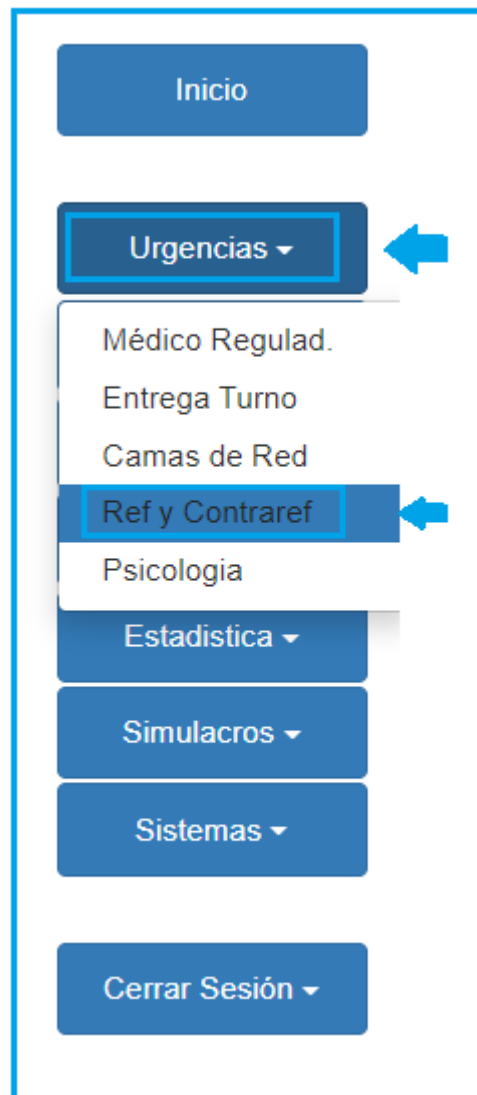 Inicio
Urgencias
Médico Regulad.
Entrega Turno
Camas de Red
Ref y Contraref
Psicologia
Estadistica
Simulacros
Sistemas
Cerrar Sesión